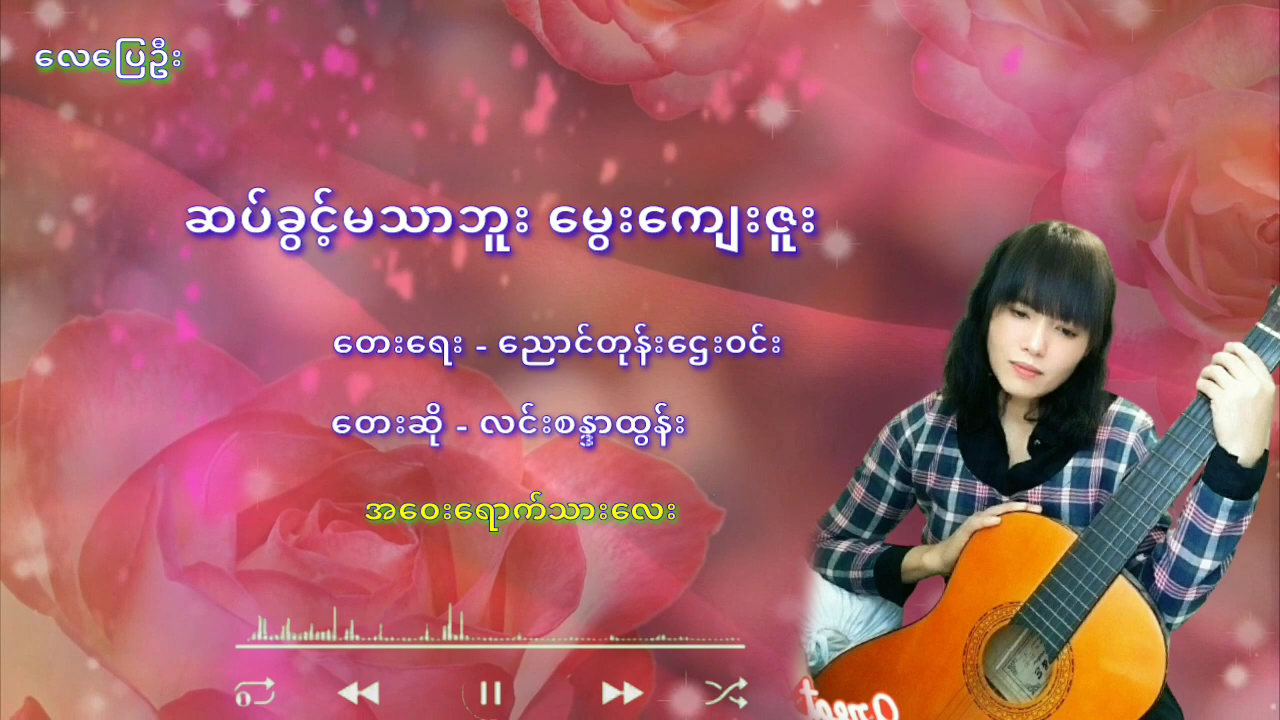 လေပြေဦး
ဆပ်ခွင့်မသာဘူး မွေးကျေးဇူး
တေးရေး - ညောင်တုန်းဌေးဝင်း
တေးဆို - လင်းစန္ဒာထွန်း
အဝေးရောက်သားလေး